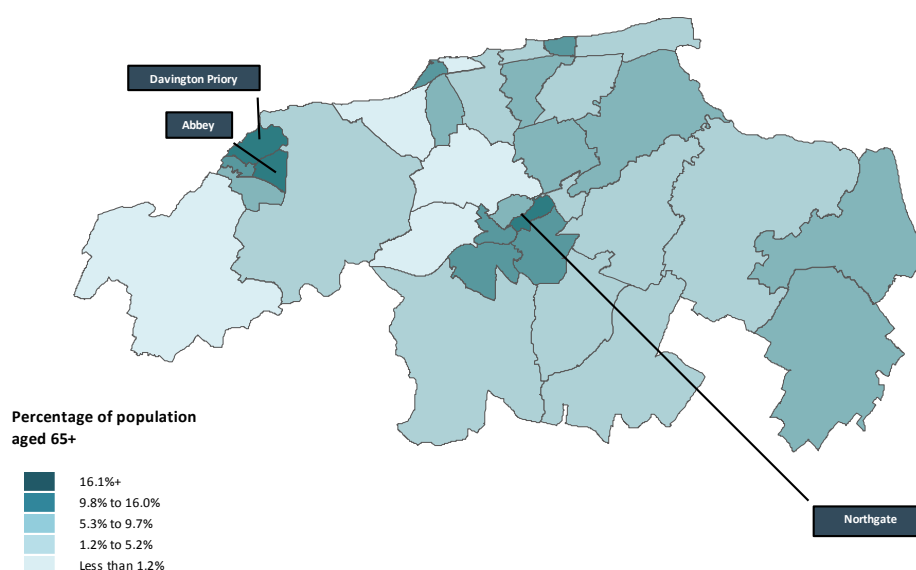 Davington Priory
Abbey
Percentage of population
aged 65+
16.1%+
9.8% to 16.0%
5.3% to 9.7%
1.2% to 5.2%
Less than 1.2%
Northgate